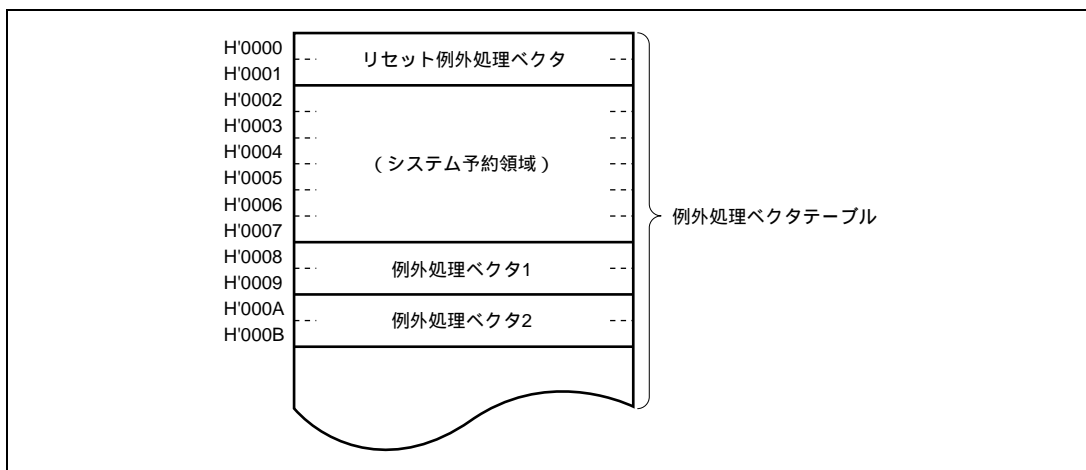 H'0000
リセット例外処理ベクタ
H'0001
H'0002
H'0003
H'0004
(システム予約領域)
H'0005
H'0006
例外処理ベクタテーブル
H'0007
H'0008
例外処理ベクタ1
H'0009
H'000A
例外処理ベクタ2
H'000B